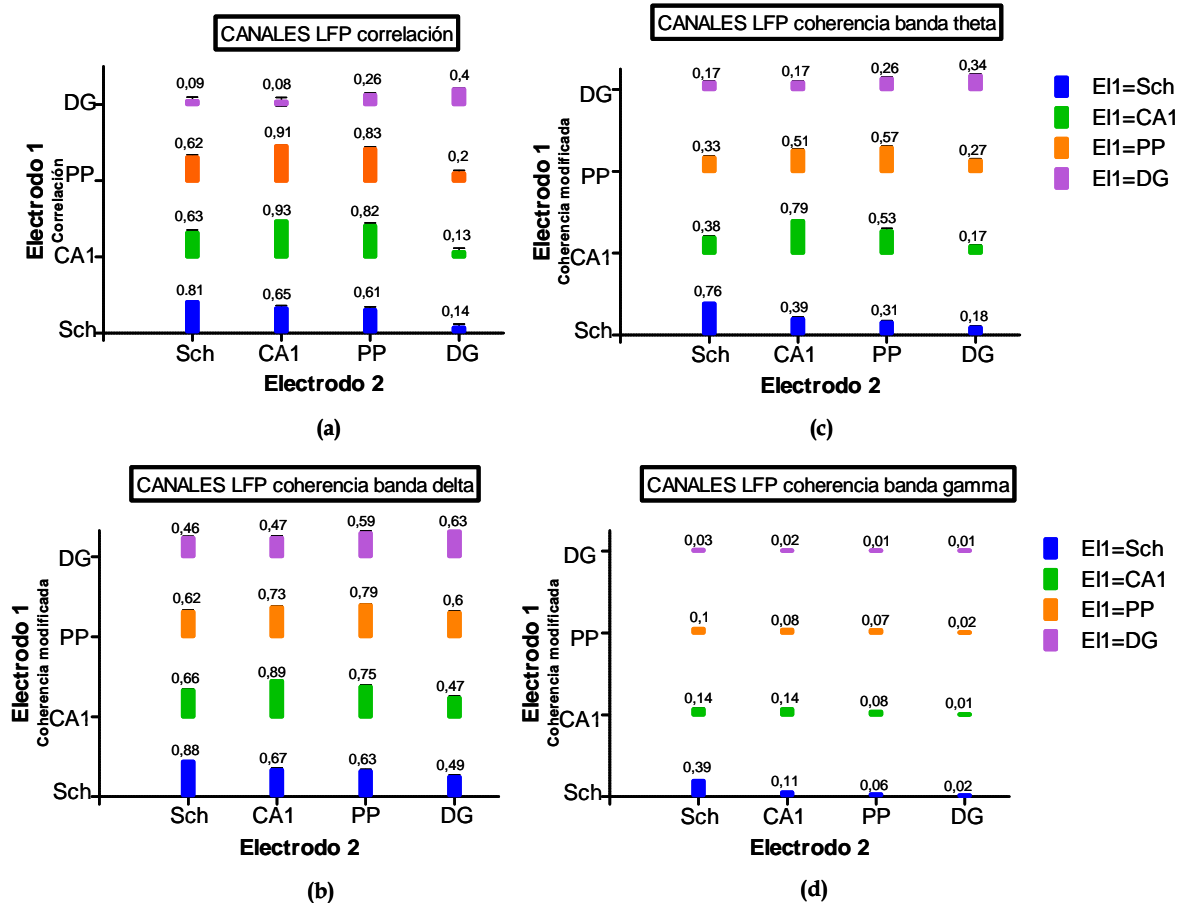 CANALES LFP correlación
Electrodo 1
Correlación
DG
0,09 0,08 0,26 0,4
PP
0,62 0,91 0,83 0,2
CA1
0,63 0,93 0,82 0,13
Sch
0,81 0,65 0,61 0,14
Sch CA1 PP DG
Electrodo 2
(a)
CANALES LFP coherencia banda theta
Electrodo 1
Coherencia modificada
DG
0,17 0,17 0,26 0,34
PP
0,33 0,51 0,57 0,27
CA1
0,38 0,79 0,53 0,17
Sch
0,76 0,39 0,31 0,18
Sch CA1 PP DG
Electrodo 2
(c)
El1=Sch
El1=CA1
El1=PP
El1=DG
CANALES LFP coherencia banda delta
Electrodo 1
Coherencia modificada
DG
0,46 0,47 0,59 0,63
PP
0,62 0,73 0,79 0,6
CA1
0,66 0,89 0,75 0,47
Sch
0,88 0,67 0,63 0,49
Sch CA1 PP DG
Electrodo 2
(b)
CANALES LFP coherencia banda gamma
Electrodo 1
Coherencia modificada
DG
0,03 0,02 0,01 0,01
PP
0,1 0,08 0,07 0,02
CA1
0,14 0,14 0,08 0,01
Sch
0,39 0,11 0,06 0,02
Sch CA1 PP DG
Electrodo 2
(d)
El1=Sch
El1=CA1
El1=PP
El1=DG